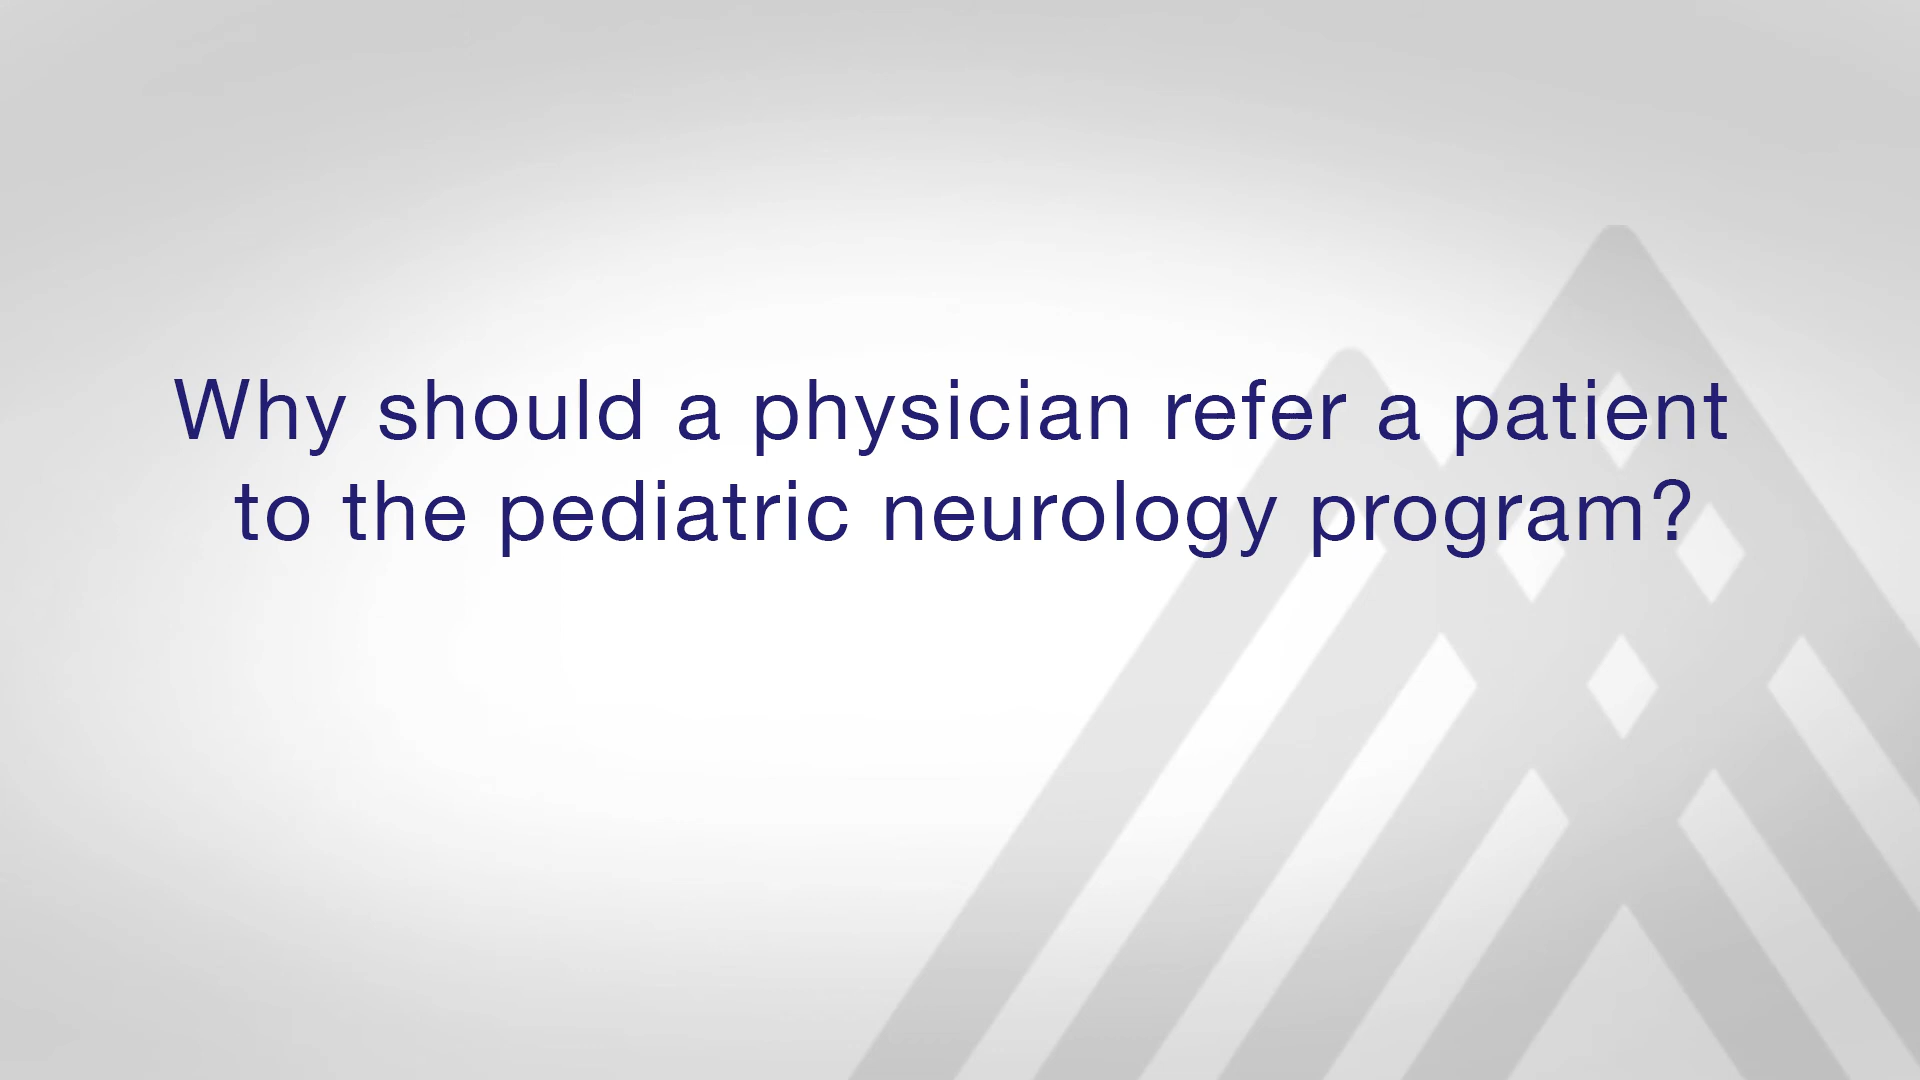 Why should a physician refer a patient
to the pediatric neurology program?